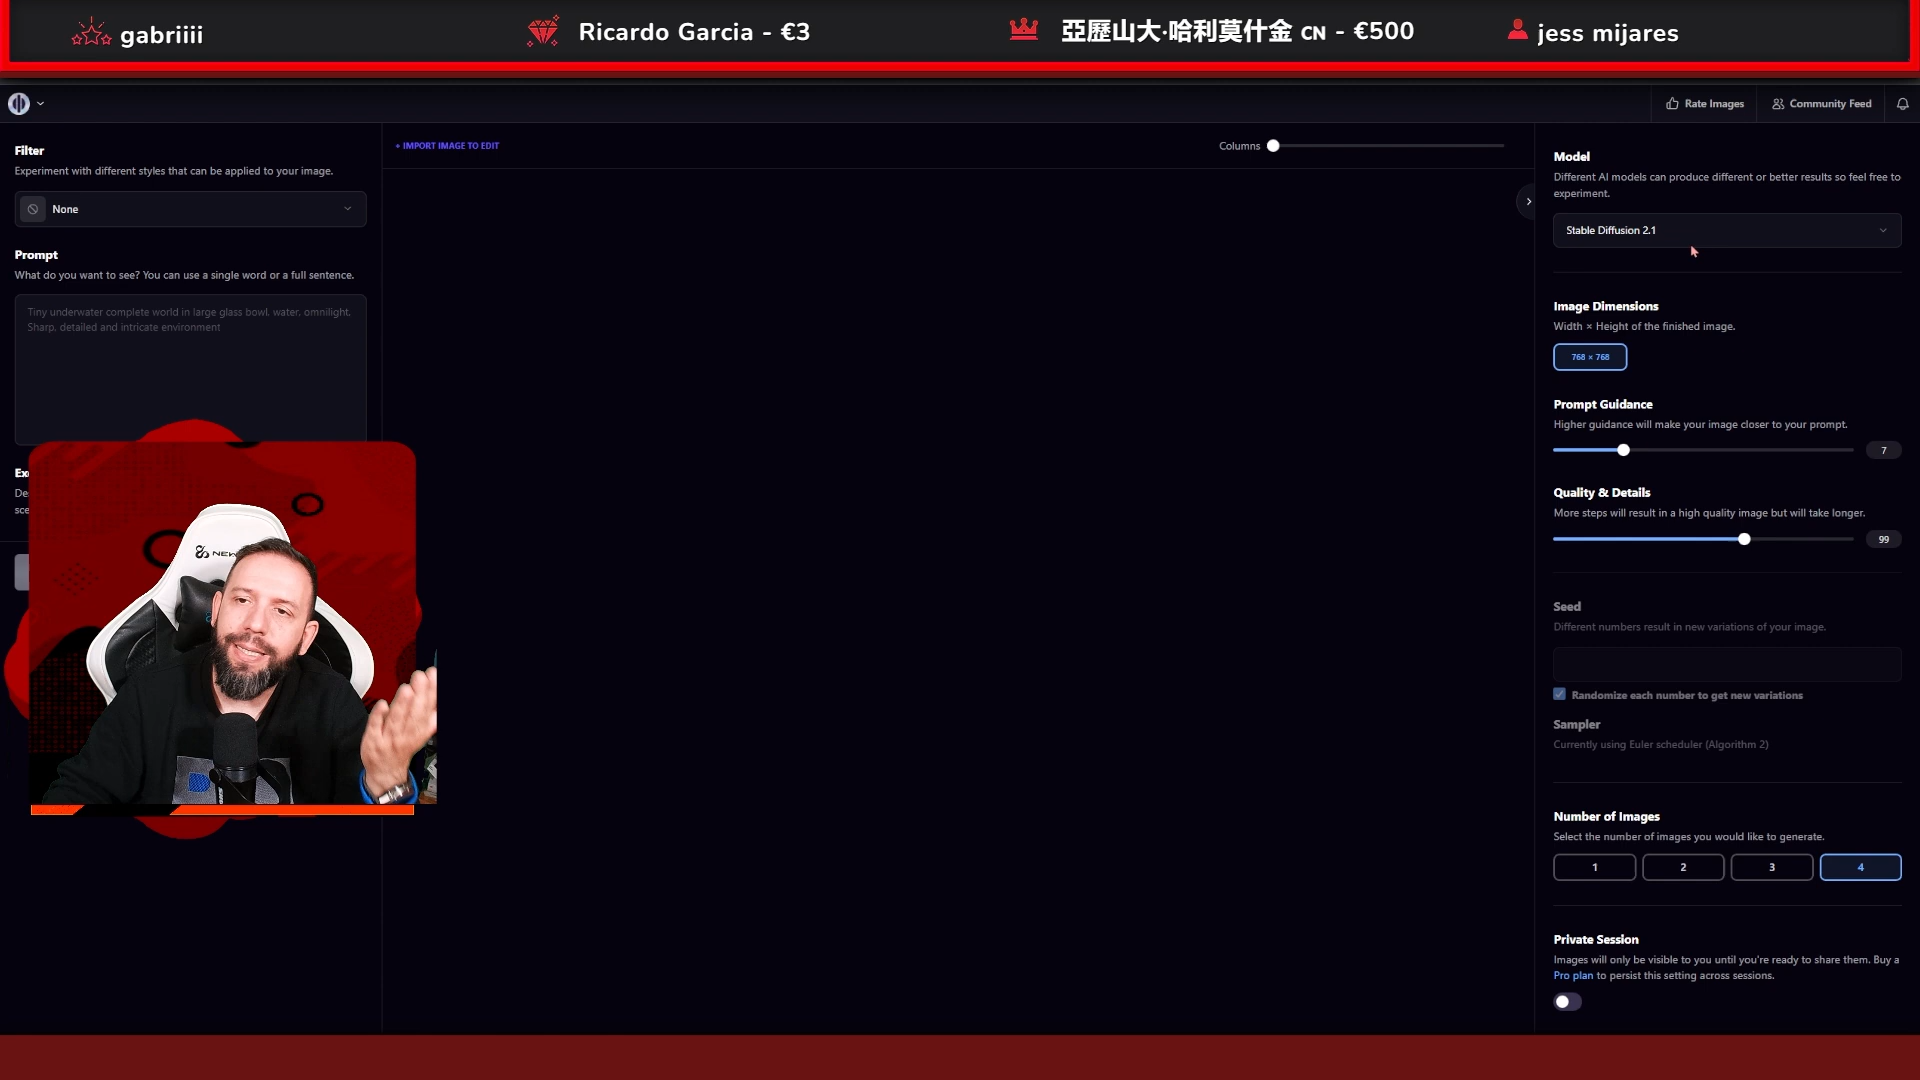 gabriiii
Ricardo Garcia - €3
亞歷山大·哈利莫什金 CN - €500
jess mijares
Rate Images
Community Feed
Filter
Experiment with different styles that can be applied to your image.
None
Prompt
What do you want to see? You can use a single word or a full sentence.
Tiny underwater complete world in large glass bowl, water, omnilight,
Sharp, detailed and intricate environment
+ IMPORT IMAGE TO EDIT
Columns
Model
Different AI models can produce different or better results so feel free to
experiment.
Stable Diffusion 2.1
Image Dimensions
Width × Height of the finished image.
768 × 768
Prompt Guidance
Higher guidance will make your image closer to your prompt.
7
Quality & Details
More steps will result in a high quality image but will take longer.
99
Seed
Different numbers result in new variations of your image.
Randomize each number to get new variations
Sampler
Currently using Euler scheduler (Algorithm 2)
Number of Images
Select the number of images you would like to generate.
1 2 3 4
Private Session
Images will only be visible to you until you're ready to share them. Buy a
Pro plan to persist this setting across sessions.